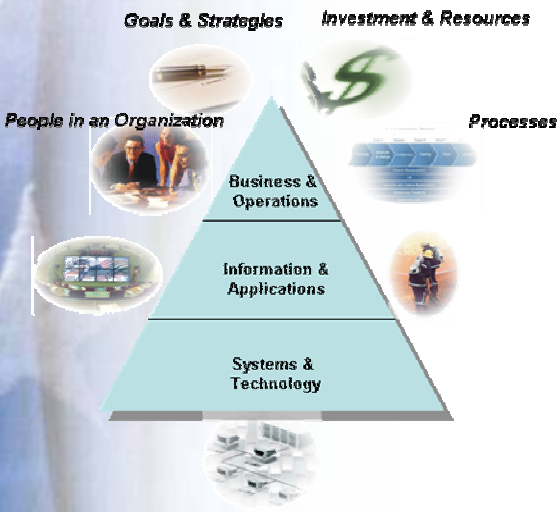 Goals & Strategies
Investment & Resources
People in an Organization
Processes
Business &
Operations
Information &
Applications
Systems &
Technology